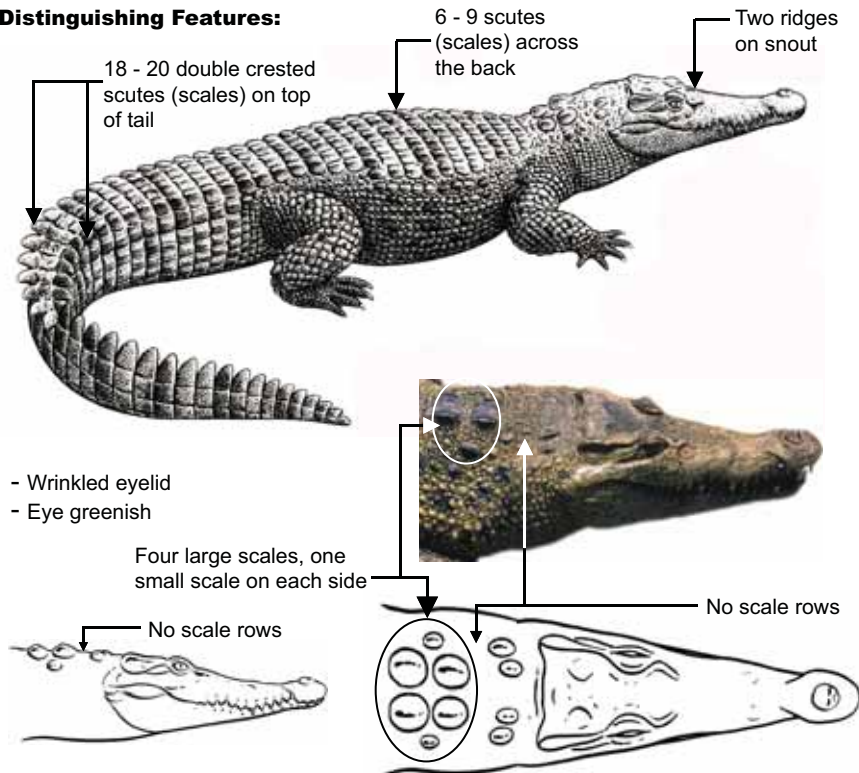 Distinguishing Features:
6 - 9 scutes
(scales) across
the back
Two ridges
on snout
18 - 20 double crested
scutes (scales) on top
of tail
- Wrinkled eyelid
- Eye greenish
Four large scales, one
small scale on each side
No scale rows
No scale rows